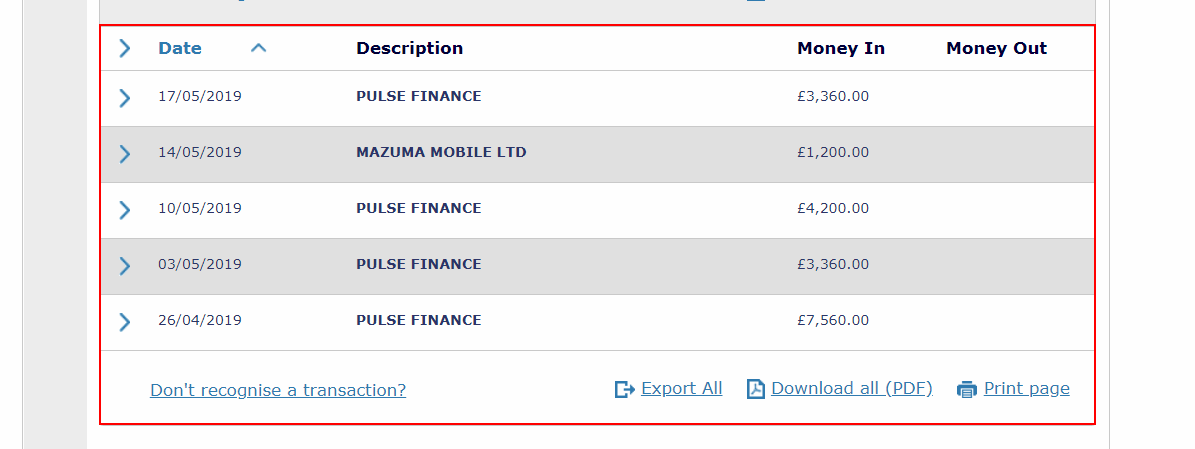 Date Description Money In Money Out
17/05/2019 PULSE FINANCE £3,360.00
14/05/2019 MAZUMA MOBILE LTD £1,200.00
10/05/2019 PULSE FINANCE £4,200.00
03/05/2019 PULSE FINANCE £3,360.00
26/04/2019 PULSE FINANCE £7,560.00
Don't recognise a transaction? Export All Download all (PDF) Print page